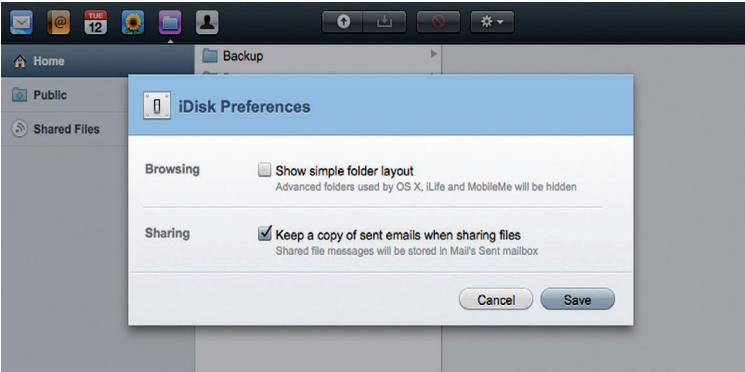 TUE
12
Home
Backup
Public
Shared Files
iDisk Preferences
Browsing
Show simple folder layout
Advanced folders used by OS X, iLife and MobileMe will be hidden
Sharing
Keep a copy of sent emails when sharing files
Shared file messages will be stored in Mail's Sent mailbox
Cancel
Save